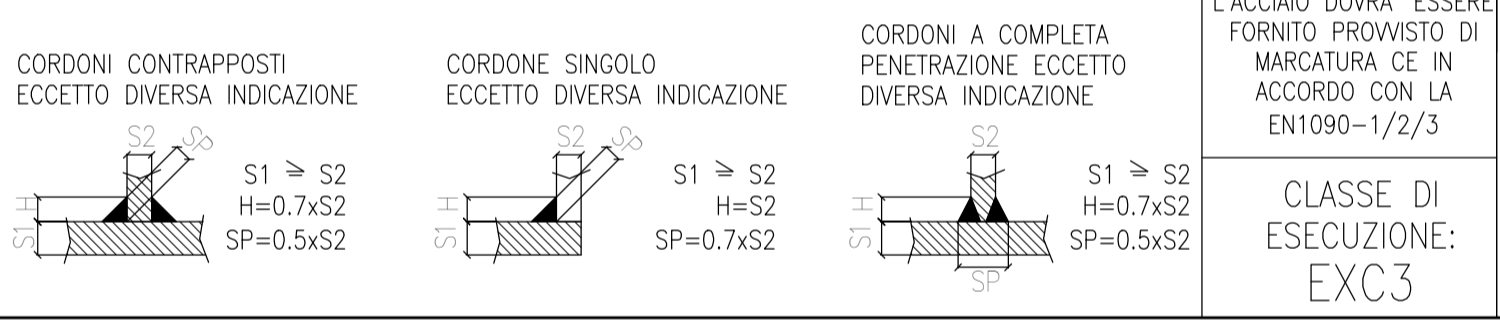 CORDONI CONTRAPPOSTI
ECCETTO DIVERSA INDICAZIONE
S2
SP
H
S1
S1 ≥ S2
H=0.7xS2
SP=0.5xS2
CORDONE SINGOLO
ECCETTO DIVERSA INDICAZIONE
S2
SP
H
S1
S1 ≥ S2
H=S2
SP=0.7xS2
CORDONI A COMPLETA
PENETRAZIONE ECCETTO
DIVERSA INDICAZIONE
S2
H
S1
SP
S1 ≥ S2
H=0.7xS2
SP=0.5xS2
L'ACCIAIO DOVRA' ESSERE
FORNITO PROVVISTO DI
MARCATURA CE IN
ACCORDO CON LA
EN1090-1/2/3
CLASSE DI
ESECUZIONE:
EXC3